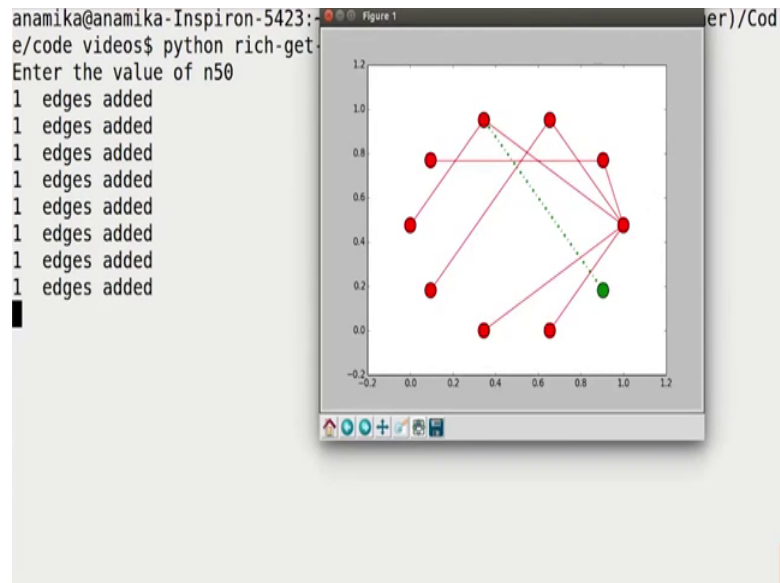 anamika@anamika-Inspiron-5423:~
er)/Cod
e/code videos$ python rich-get-
Enter the value of n50
1 edges added
1 edges added
1 edges added
1 edges added
1 edges added
1 edges added
1 edges added
1 edges added
Figure 1
1.2
1.0
0.8
0.6
0.4
0.2
0.0
−0.2
−0.2 0.0 0.2 0.4 0.6 0.8 1.0 1.2